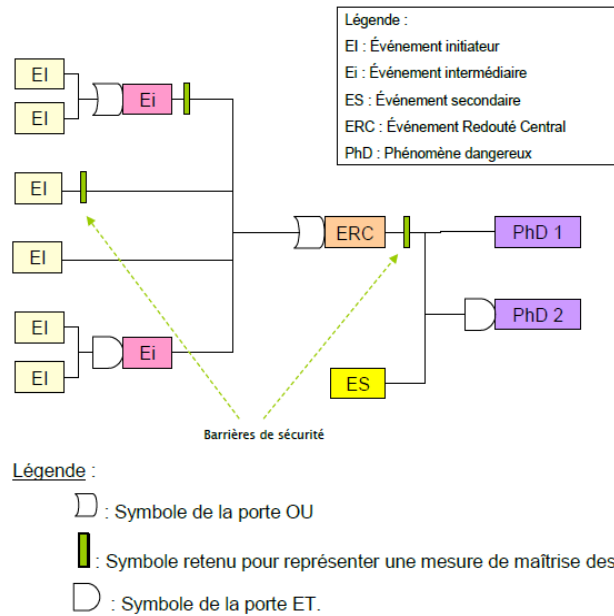 Légende :
EI : Événement initiateur
Ei : Événement intermédiaire
ES : Événement secondaire
ERC : Événement Redouté Central
PhD : Phénomène dangereux
EI
EI
Ei
EI
EI
EI
EI
Ei
ERC
PhD 1
PhD 2
ES
Barrières de sécurité
Légende :
: Symbole de la porte OU
: Symbole retenu pour représenter une mesure de maîtrise des
: Symbole de la porte ET.